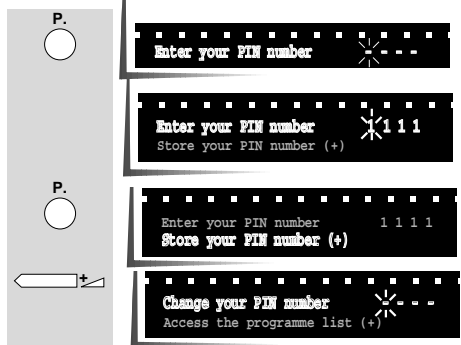 P.
Enter your PIN number - - - -
Enter your PIN number 1 1 1 1
Store your PIN number (+)
P.
Enter your PIN number 1 1 1 1
Store your PIN number (+)
+
Change your PIN number - - - -
Access the programme list (+)